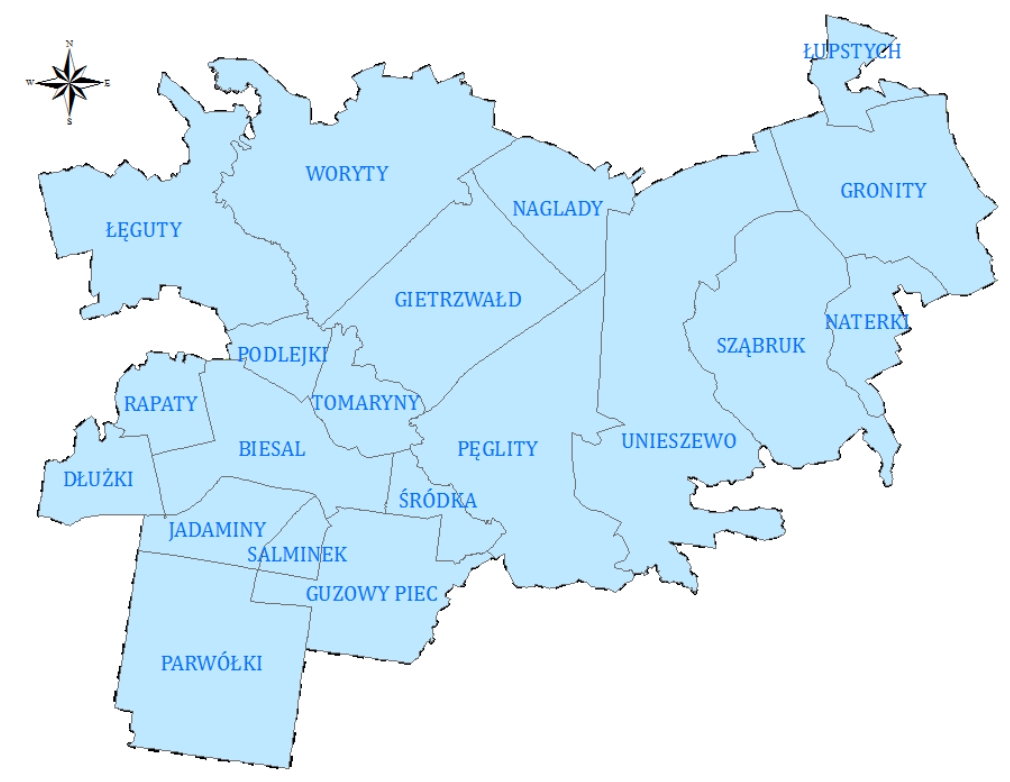 N
W E
S
ŁUPSTYCH
WORYTY
GRONITY
NAGLADY
ŁĘGUTY
GIETRZWAŁD
NATERKI
SZĄBRUK
PODLEJKI
RAPATY
TOMARYNY
UNIESZEWO
BIESAL
PĘGLITY
DŁUŻKI
ŚRÓDKA
JADAMINY
SALMINEK
GUZOWY PIEC
PARWÓŁKI